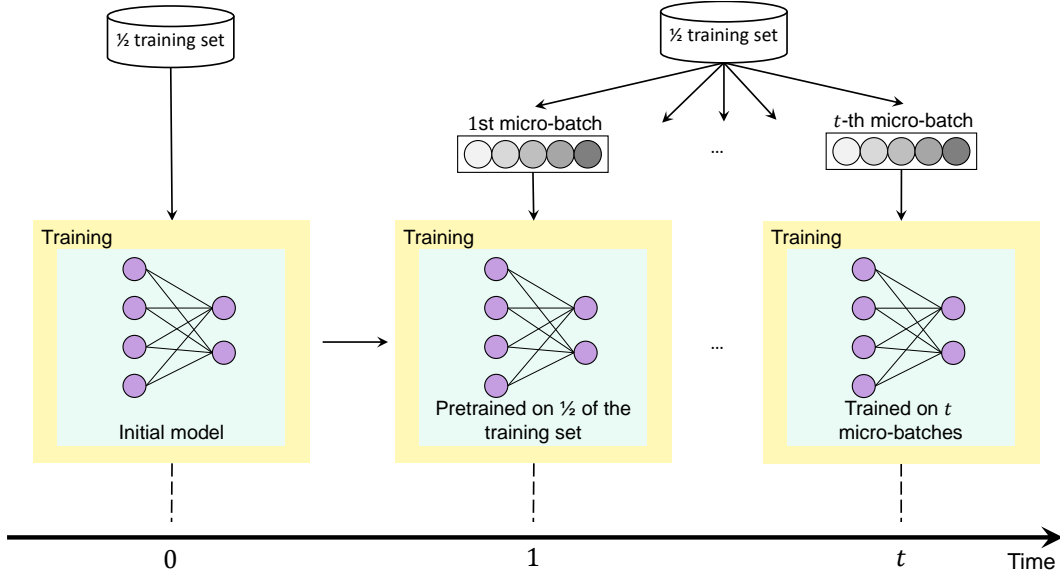 ½ training set
½ training set
1st micro-batch
t-th micro-batch
...
Training
Training
Training
...
Initial model
Pretrained on ½ of the
training set
Trained on t
micro-batches
0
1
t
Time